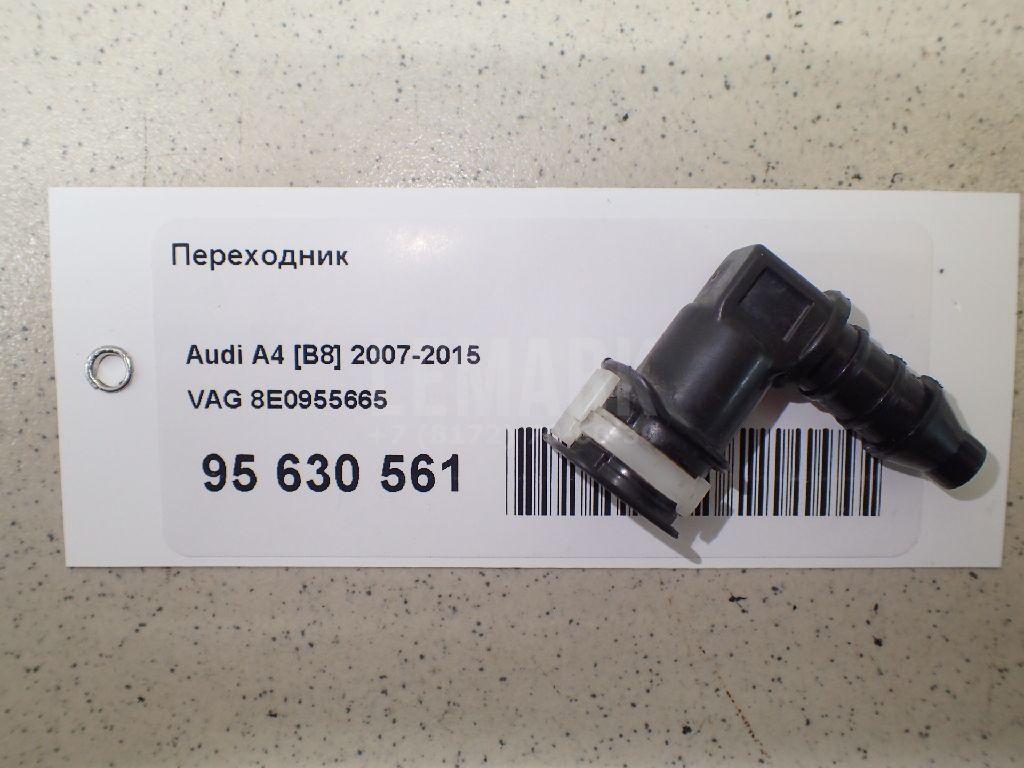 Переходник
Audi A4 [B8] 2007-2015
VAG 8E0955665
95 630 561